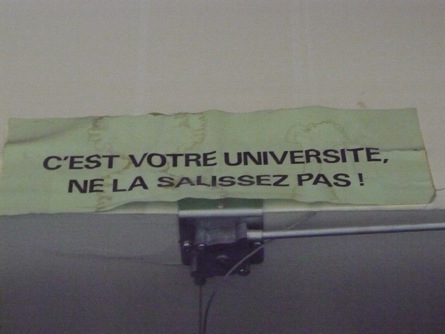 C'EST VOTRE UNIVERSITE,
NE LA SALISSEZ PAS !